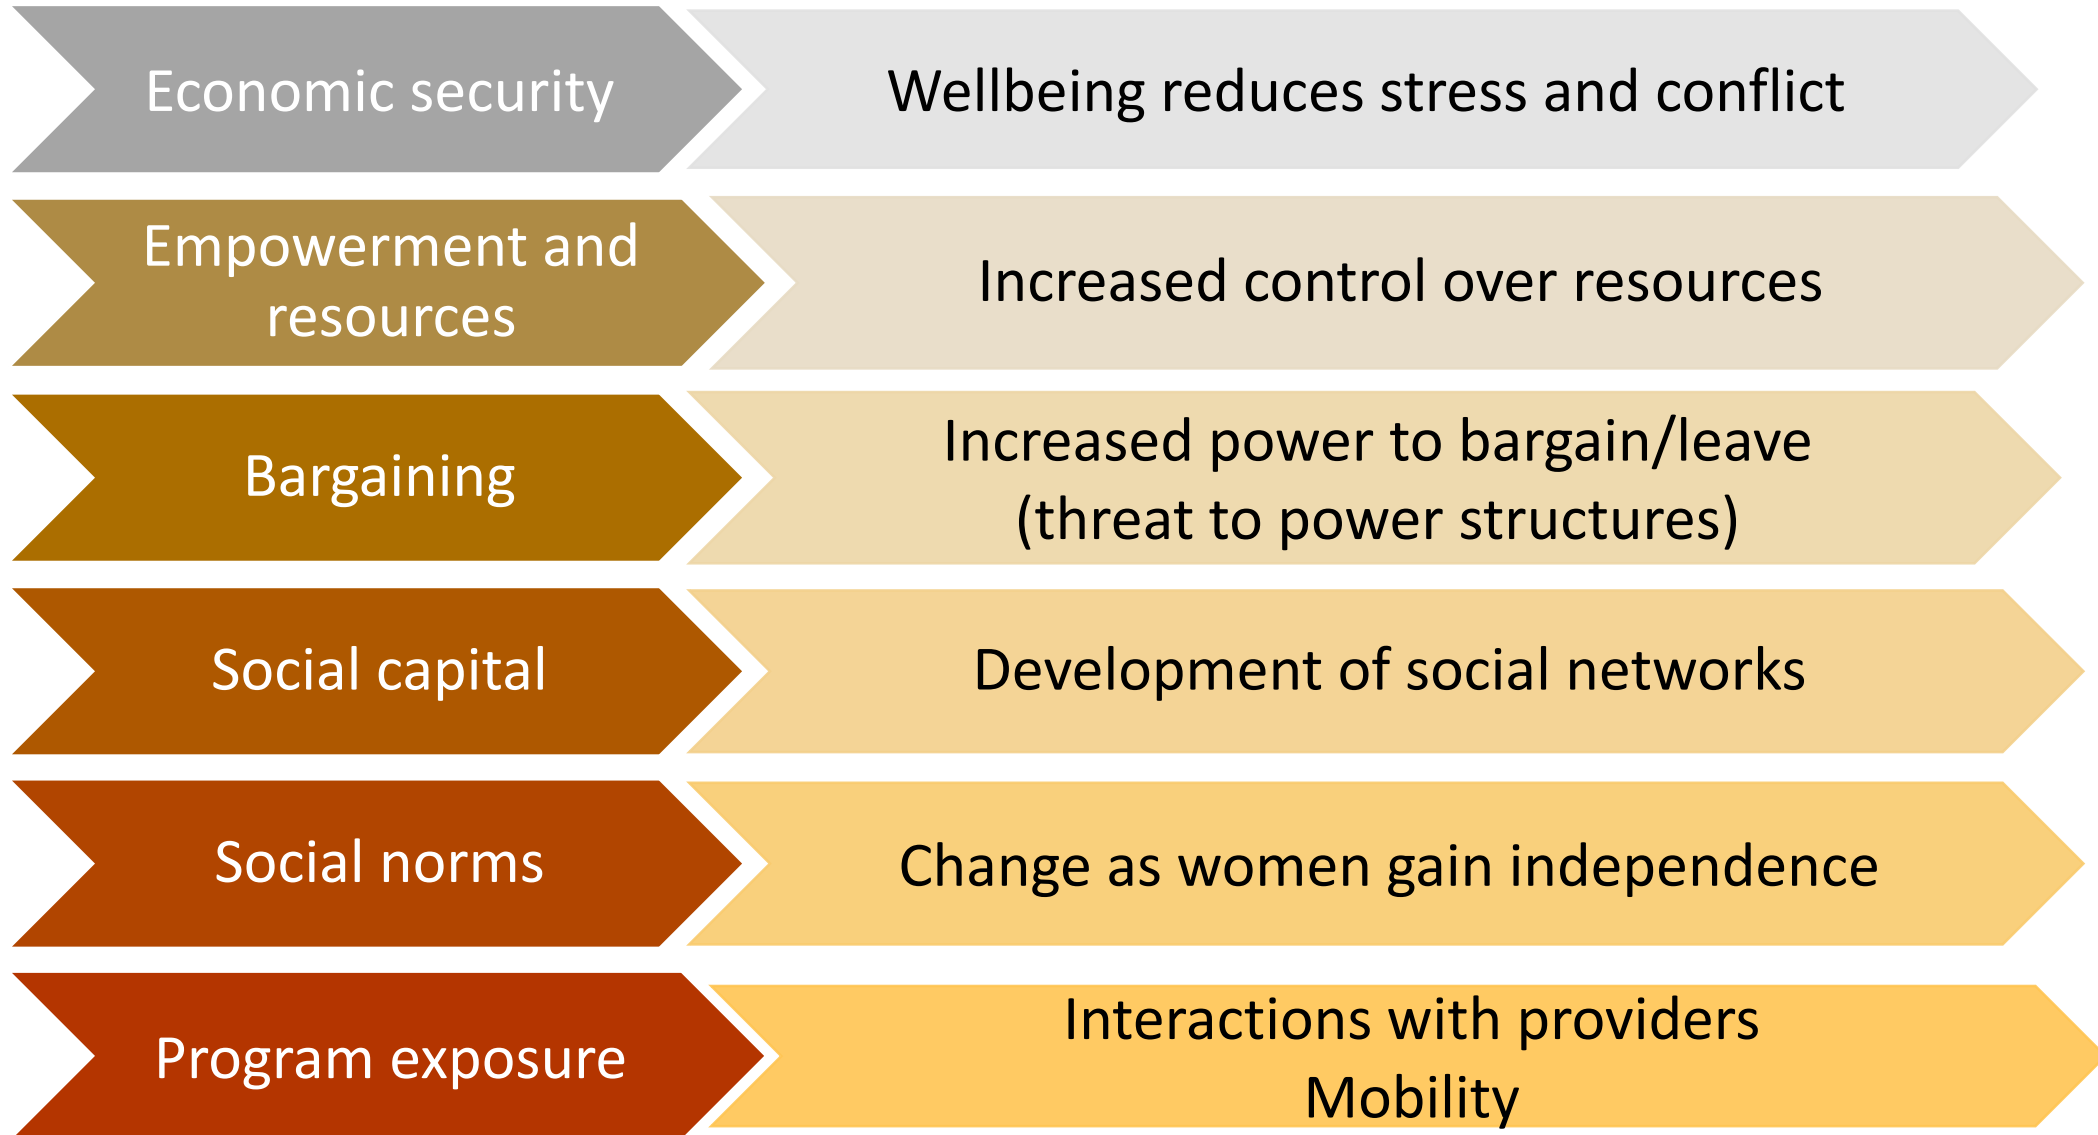 Economic security
Wellbeing reduces stress and conflict
Empowerment and
resources
Increased control over resources
Bargaining
Increased power to bargain/leave
(threat to power structures)
Social capital
Development of social networks
Social norms
Change as women gain independence
Program exposure
Interactions with providers
Mobility